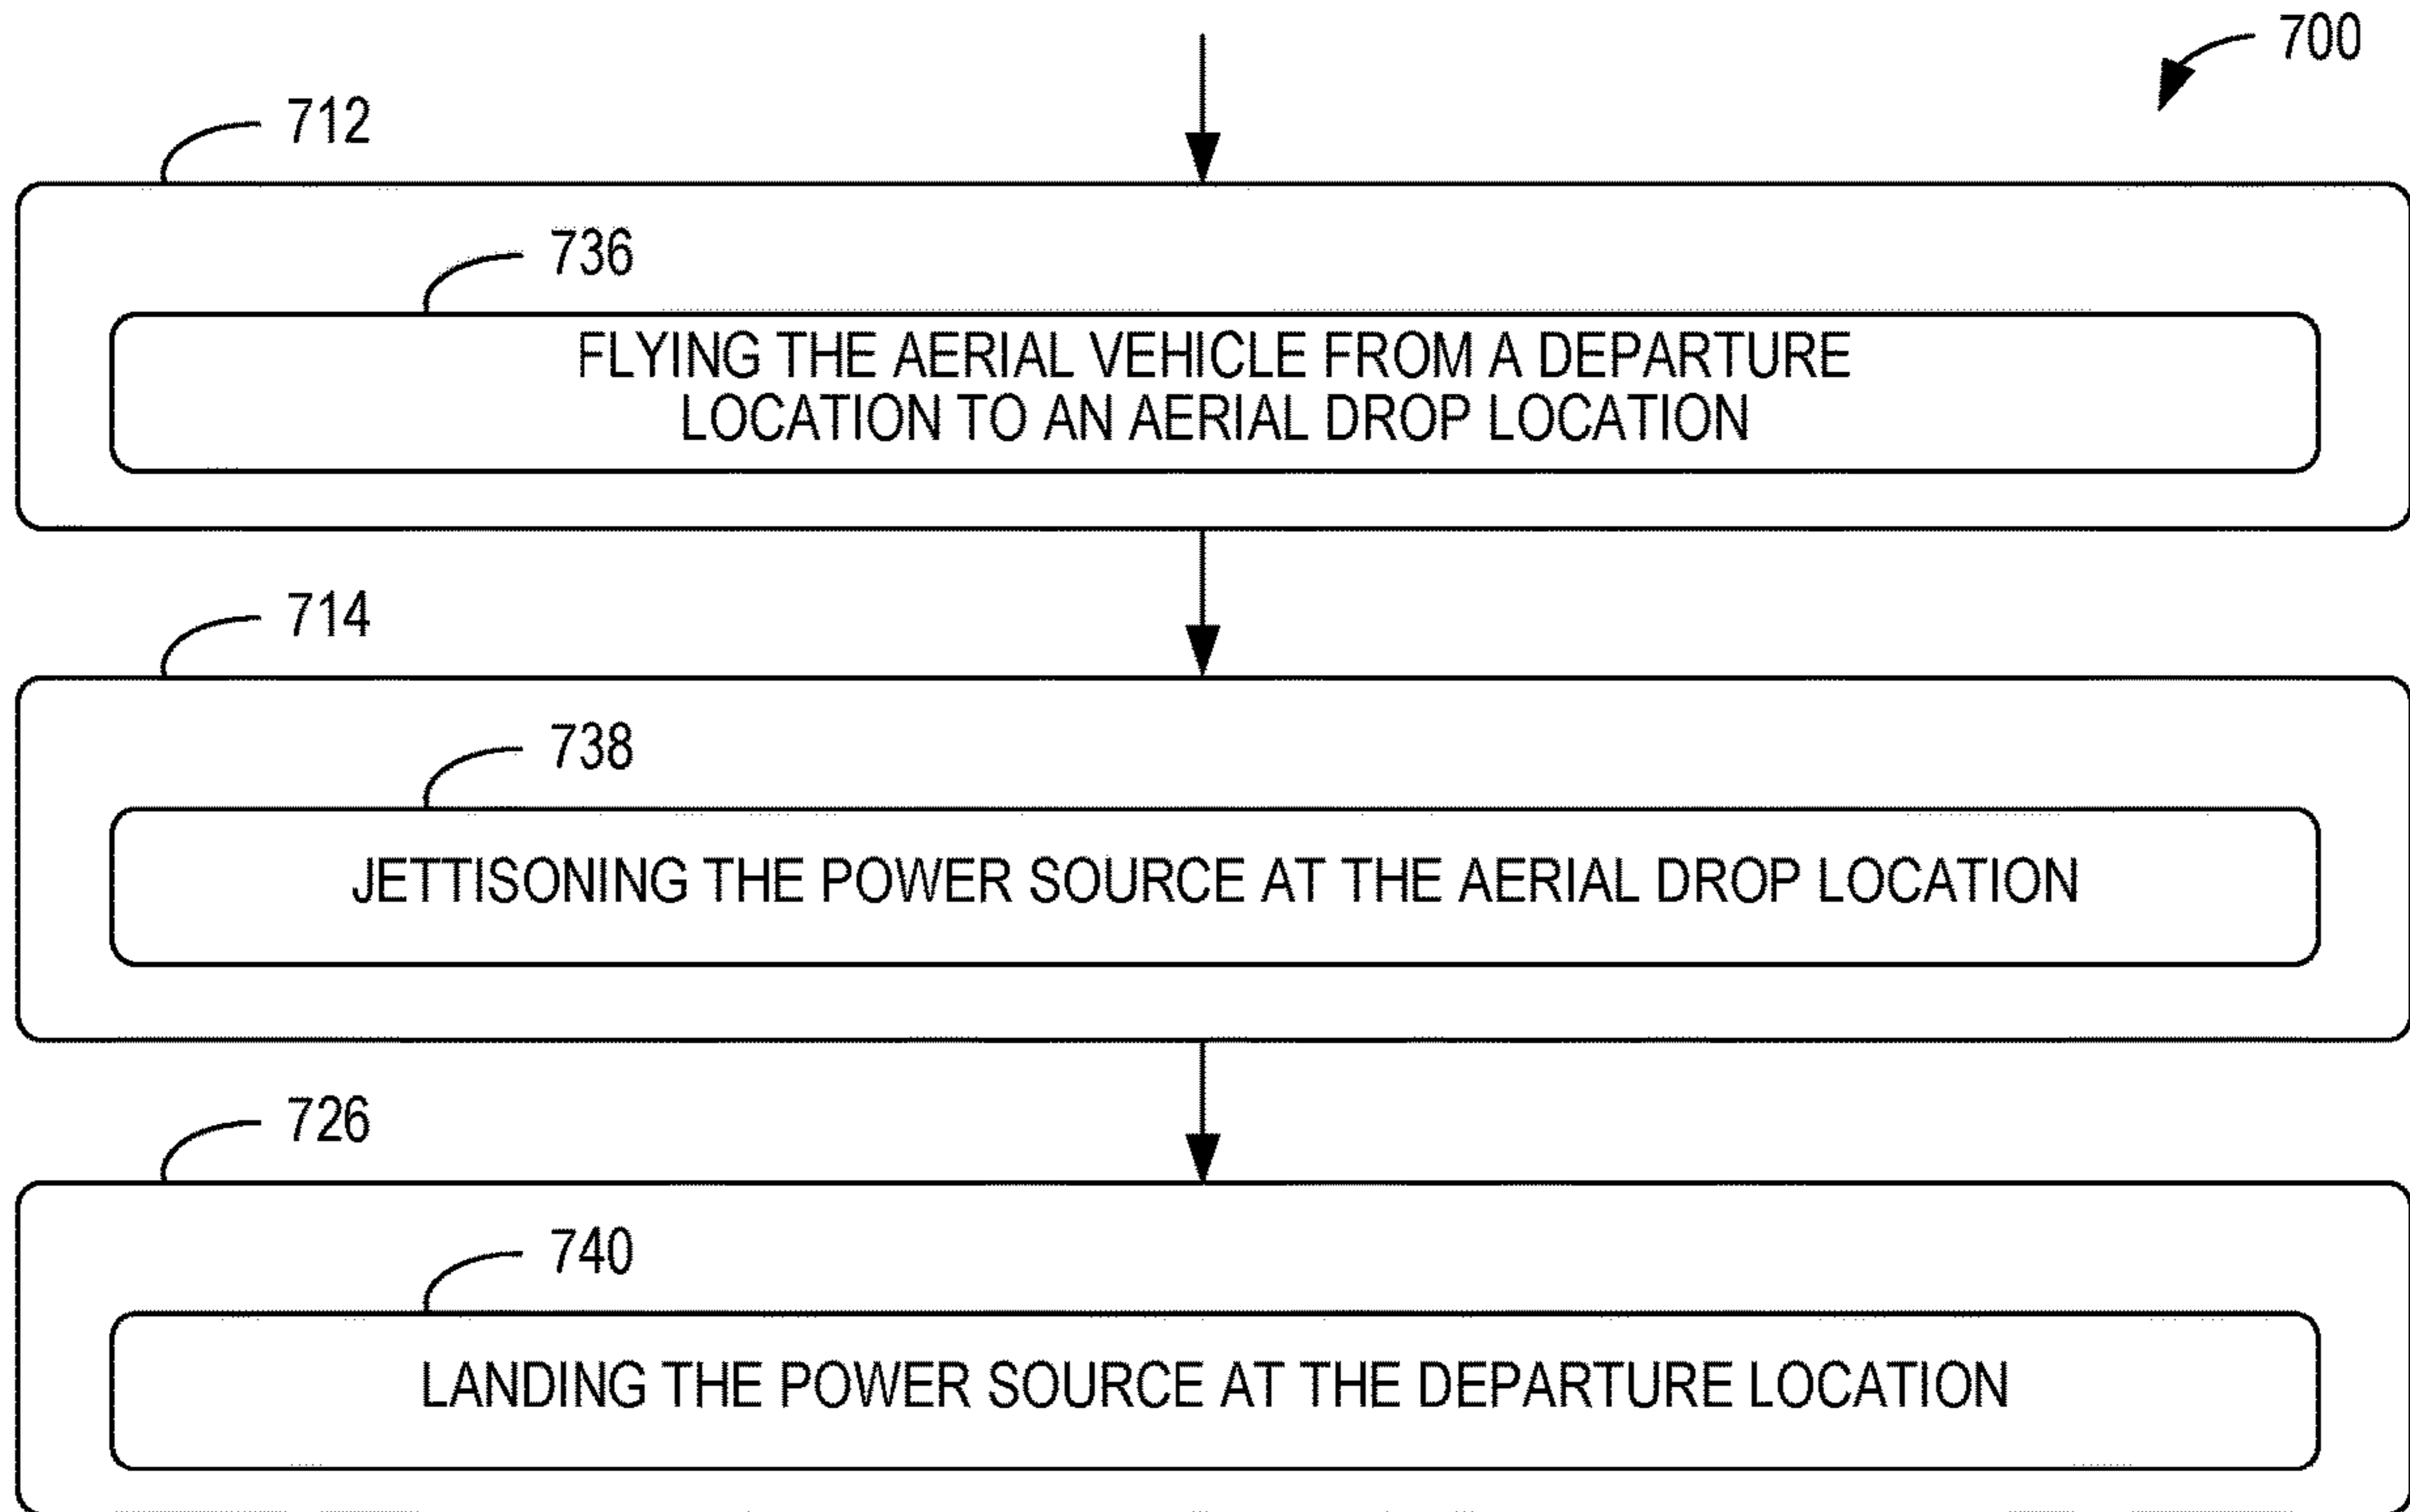 700
712
736
FLYING THE AERIAL VEHICLE FROM A DEPARTURE
LOCATION TO AN AERIAL DROP LOCATION
714
738
JETTISONING THE POWER SOURCE AT THE AERIAL DROP LOCATION
726
740
LANDING THE POWER SOURCE AT THE DEPARTURE LOCATION